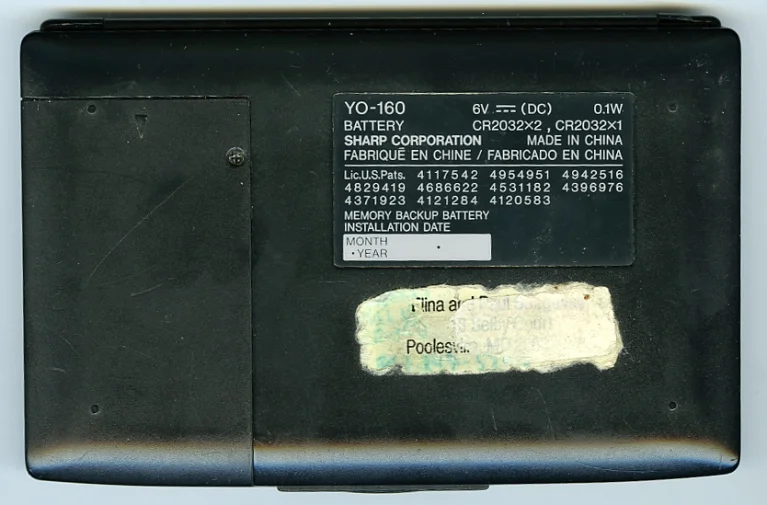 YO-160 6V ⎓ (DC) 0.1W
BATTERY CR2032×2 , CR2032×1
SHARP CORPORATION MADE IN CHINA
FABRIQUÉ EN CHINE / FABRICADO EN CHINA
Lic.U.S.Pats. 4117542 4954951 4942516
4829419 4686622 4531182 4396976
4371923 4121284 4120583
MEMORY BACKUP BATTERY
INSTALLATION DATE
MONTH
·YEAR
and